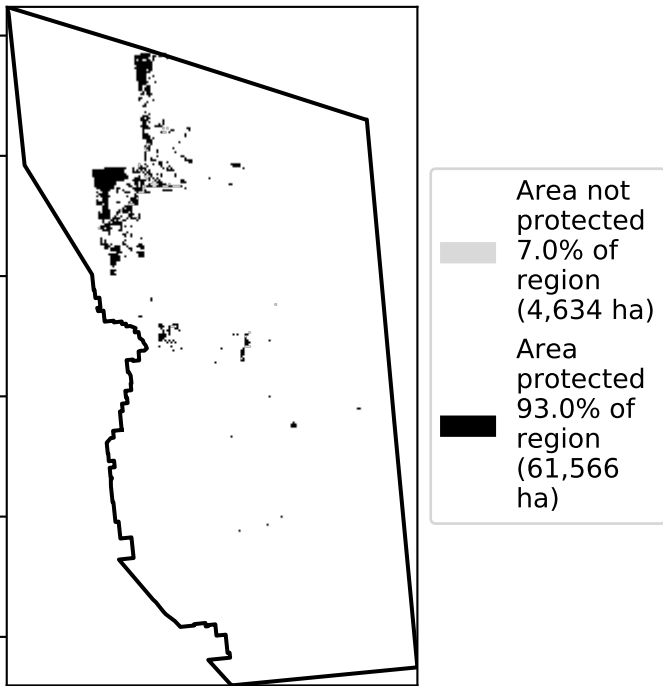 Area not
protected
7.0% of
region
(4,634 ha)
Area
protected
93.0% of
region
(61,566
ha)